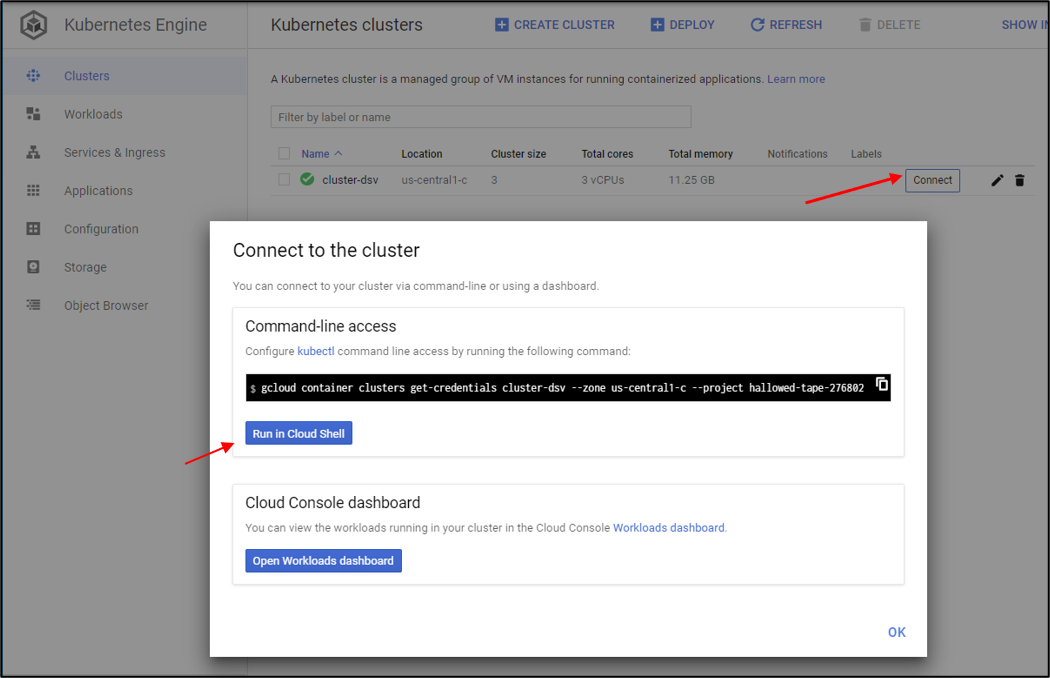 Kubernetes Engine
Kubernetes clusters
CREATE CLUSTER
DEPLOY
REFRESH
DELETE
SHOW IN
Clusters
Workloads
Services & Ingress
Applications
Configuration
Storage
Object Browser
A Kubernetes cluster is a managed group of VM instances for running containerized applications. Learn more
Filter by label or name
Name Location Cluster size Total cores Total memory Notifications Labels
cluster-dsv us-central1-c 3 3 vCPUs 11.25 GB Connect
Connect to the cluster
You can connect to your cluster via command-line or using a dashboard.
Command-line access
Configure kubectl command line access by running the following command:
$ gcloud container clusters get-credentials cluster-dsv --zone us-central1-c --project hallowed-tape-276802
Run in Cloud Shell
Cloud Console dashboard
You can view the workloads running in your cluster in the Cloud Console Workloads dashboard.
Open Workloads dashboard
OK